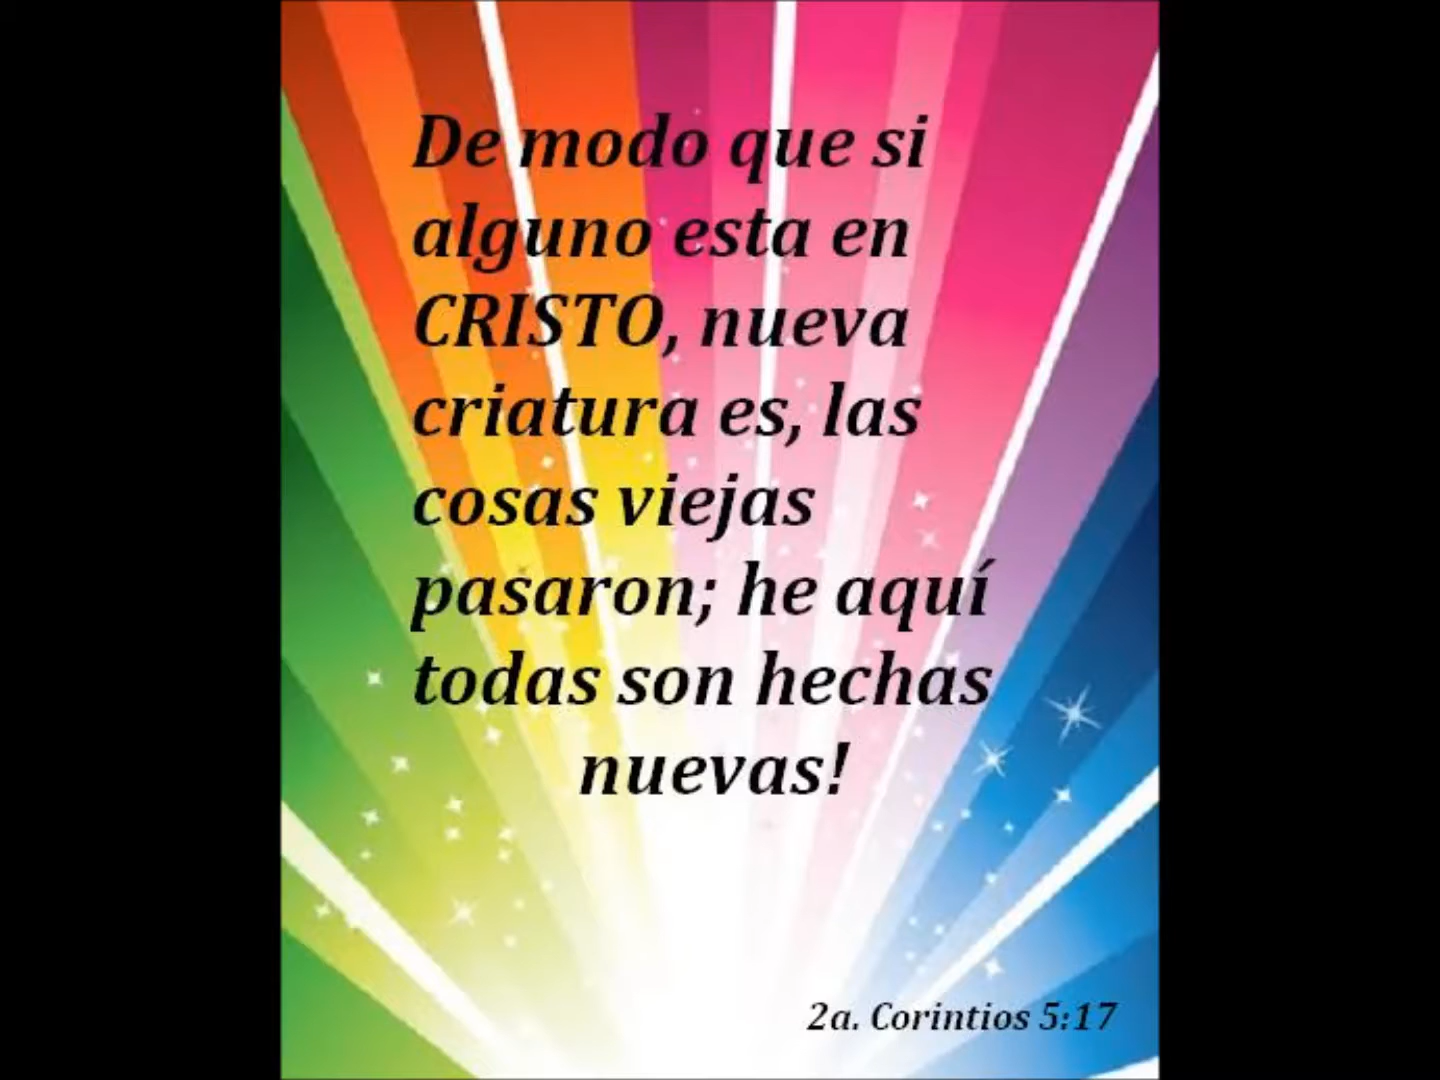 De modo que si
alguno esta en
CRISTO, nueva
criatura es, las
cosas viejas
pasaron; he aquí
todas son hechas
nuevas!
2a. Corintios 5:17